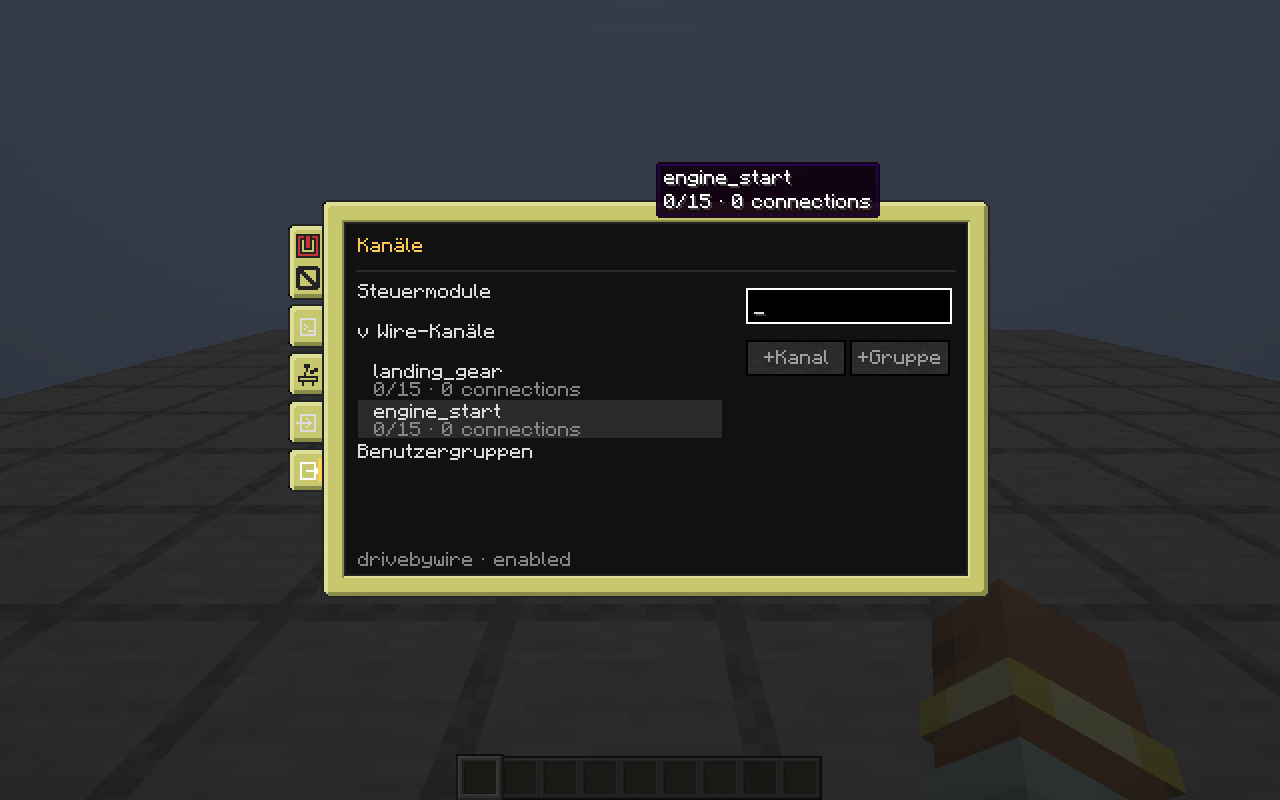 engine_start
0/15 · 0 connections
Kanäle
Steuermodule
v Wire-Kanäle
landing_gear
0/15 · 0 connections
engine_start
0/15 · 0 connections
Benutzergruppen
_
+Kanal +Gruppe
drivebywire · enabled